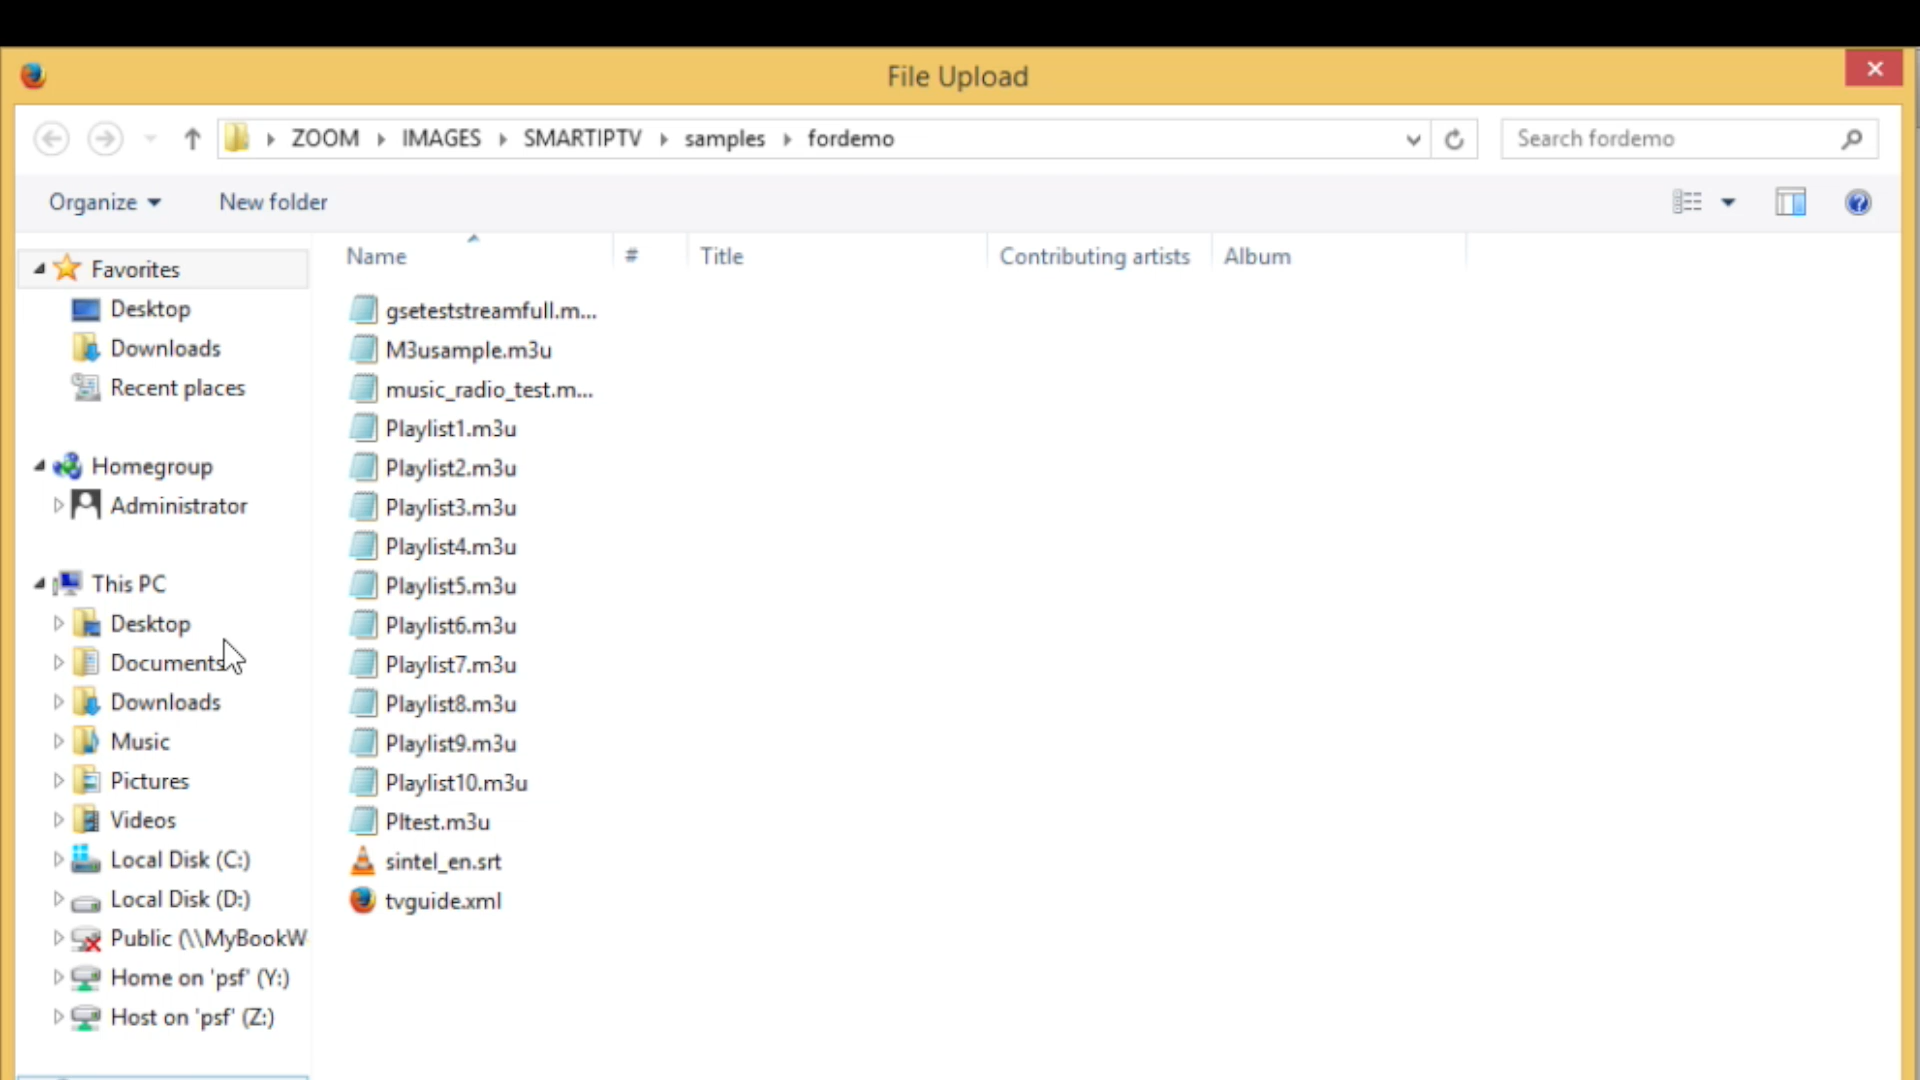 File Upload
ZOOM IMAGES SMARTIPTV samples fordemo
Search fordemo
Organize
New folder
Name # Title Contributing artists Album
Favorites
Desktop
Downloads
Recent places
Homegroup
Administrator
This PC
Desktop
Documents
Downloads
Music
Pictures
Videos
Local Disk (C:)
Local Disk (D:)
Public (\\MyBookW
Home on 'psf' (Y:)
Host on 'psf' (Z:)
gseteststreamfull.m...
M3usample.m3u
music_radio_test.m...
Playlist1.m3u
Playlist2.m3u
Playlist3.m3u
Playlist4.m3u
Playlist5.m3u
Playlist6.m3u
Playlist7.m3u
Playlist8.m3u
Playlist9.m3u
Playlist10.m3u
Pltest.m3u
sintel_en.srt
tvguide.xml